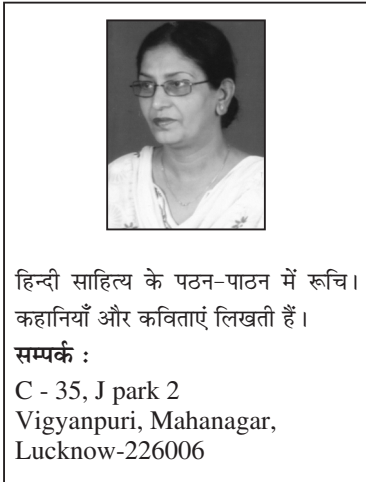 हिन्दी साहित्य के पठन-पाठन में रूचि।
कहानियाँ और कविताएं लिखती हैं।
सम्पर्क :
C - 35, J park 2
Vigyanpuri, Mahanagar,
Lucknow-226006